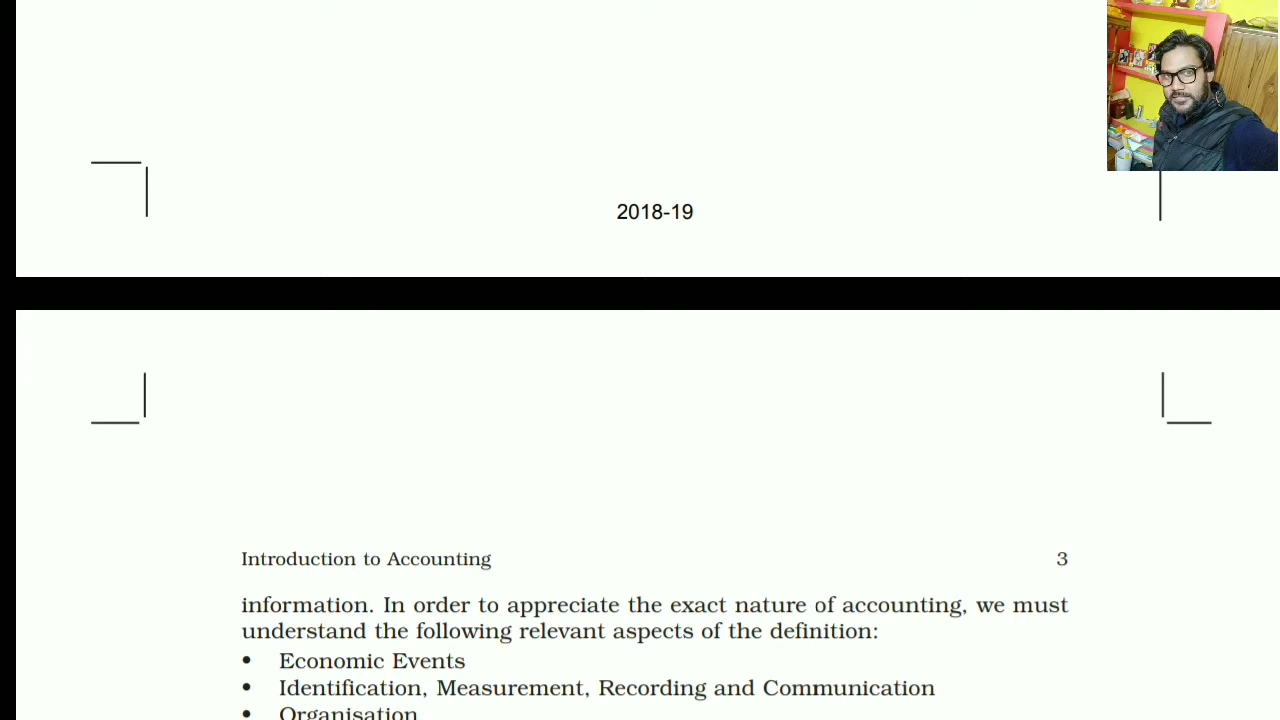 2018-19
Introduction to Accounting 3
information. In order to appreciate the exact nature of accounting, we must
understand the following relevant aspects of the definition:
• Economic Events
• Identification, Measurement, Recording and Communication
• Organisation